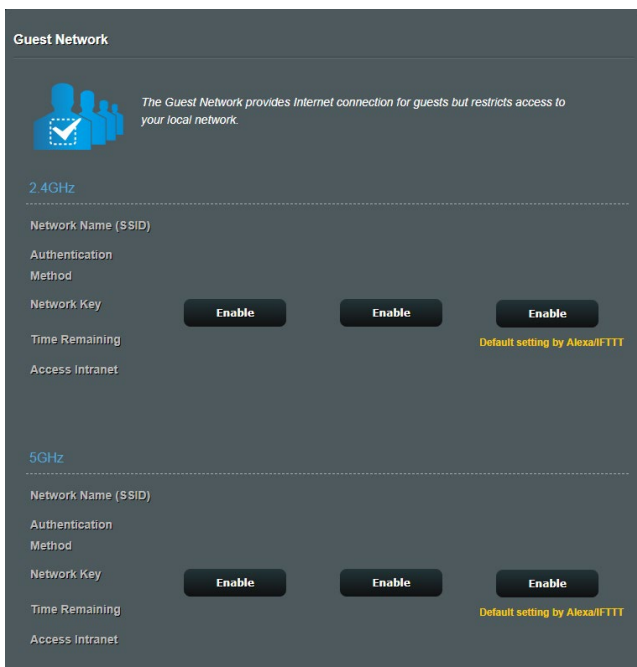 Guest Network
The Guest Network provides Internet connection for guests but restricts access to
your local network.
2.4GHz
Network Name (SSID)
Authentication
Method
Network Key
Enable
Enable
Enable
Time Remaining
Default setting by Alexa/IFTTT
Access Intranet
5GHz
Network Name (SSID)
Authentication
Method
Network Key
Enable
Enable
Enable
Time Remaining
Default setting by Alexa/IFTTT
Access Intranet